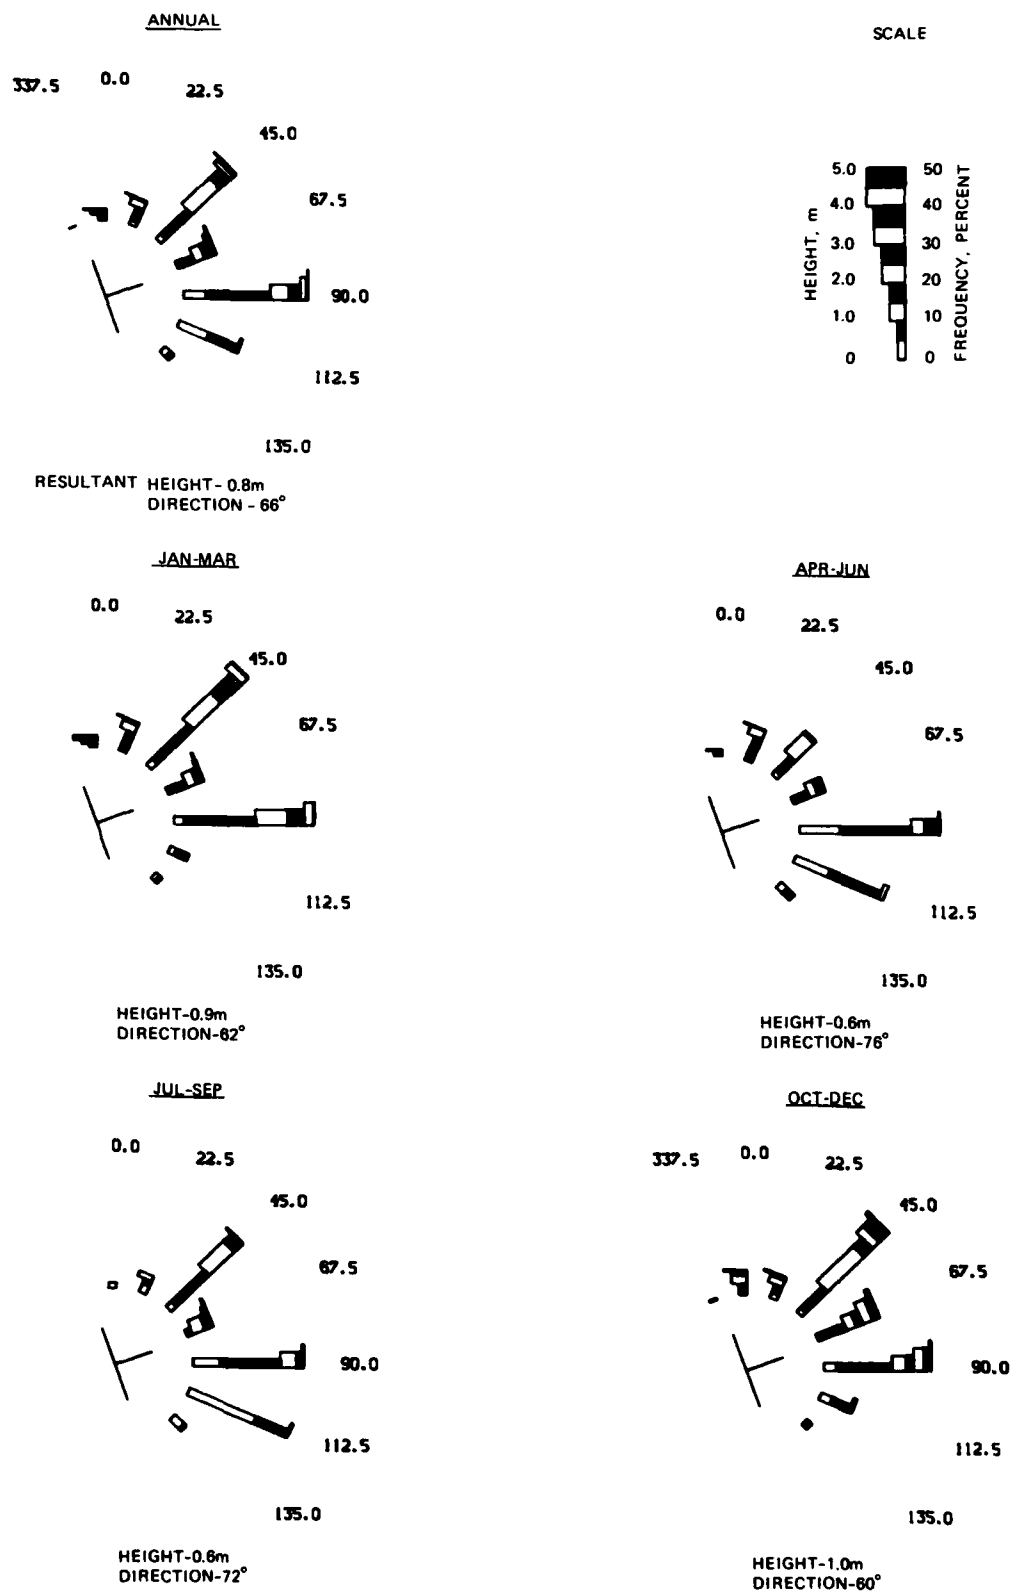 ANNUAL
SCALE
337.5 0.0 22.5
45.0
67.5
90.0
112.5
135.0
5.0 50
4.0 40
3.0 30
2.0 20
1.0 10
0 0
HEIGHT, m
FREQUENCY, PERCENT
RESULTANT HEIGHT- 0.8m
DIRECTION - 66°
JAN-MAR
0.0 22.5
45.0
67.5
112.5
135.0
HEIGHT-0.9m
DIRECTION-62°
APR-JUN
0.0 22.5
45.0
67.5
112.5
135.0
HEIGHT-0.6m
DIRECTION-76°
JUL-SEP
0.0 22.5
45.0
67.5
90.0
112.5
135.0
HEIGHT-0.6m
DIRECTION-72°
OCT-DEC
337.5 0.0 22.5
45.0
67.5
90.0
112.5
135.0
HEIGHT-1.0m
DIRECTION-60°